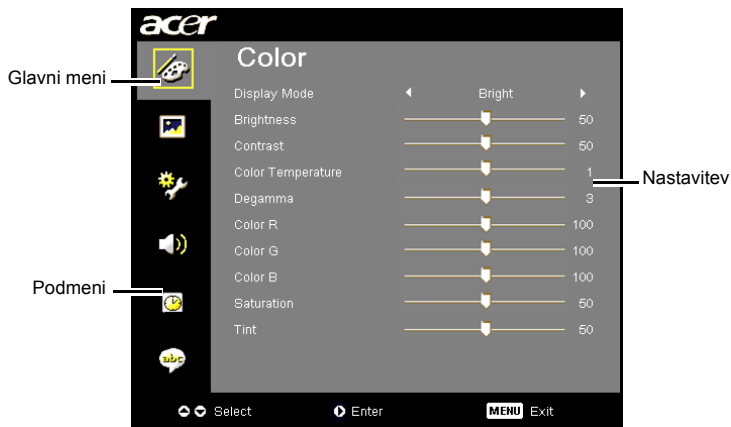 acer
Color
Glavni meni
Display Mode Bright
Brightness 50
Contrast 50
Color Temperature 1
Nastavitev
Degamma 3
Color R 100
Color G 100
Color B 100
Podmeni
Saturation 50
Tint 50
abc
Select Enter MENU Exit